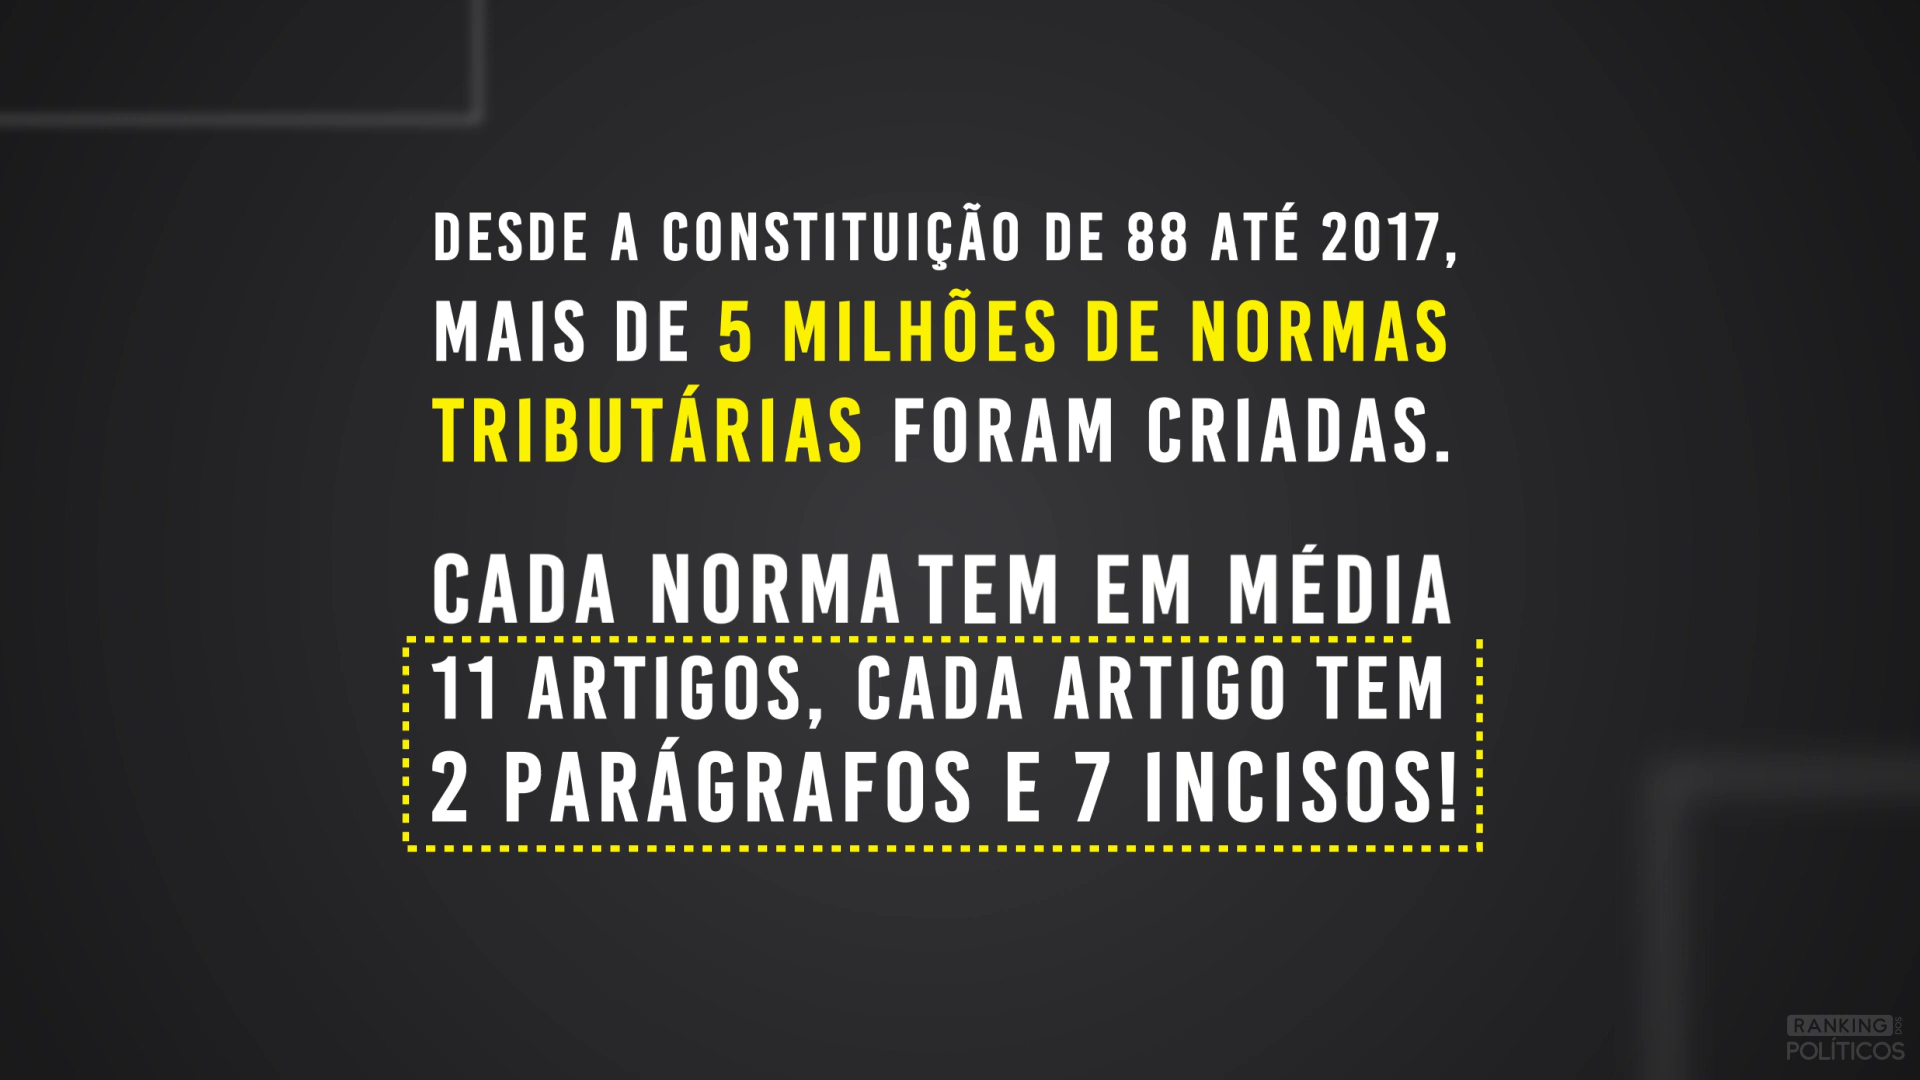 DESDE A CONSTITUIÇÃO DE 88 ATÉ 2017,
MAIS DE 5 MILHÕES DE NORMAS
TRIBUTÁRIAS FORAM CRIADAS.
CADA NORMA TEM EM MÉDIA
11 ARTIGOS, CADA ARTIGO TEM
2 PARÁGRAFOS E 7 INCISOS!
RANKING DOS
POLÍTICOS